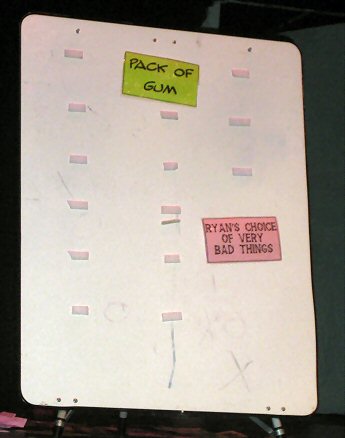 PACK OF
GUM
RYAN'S CHOICE
OF VERY
BAD THINGS